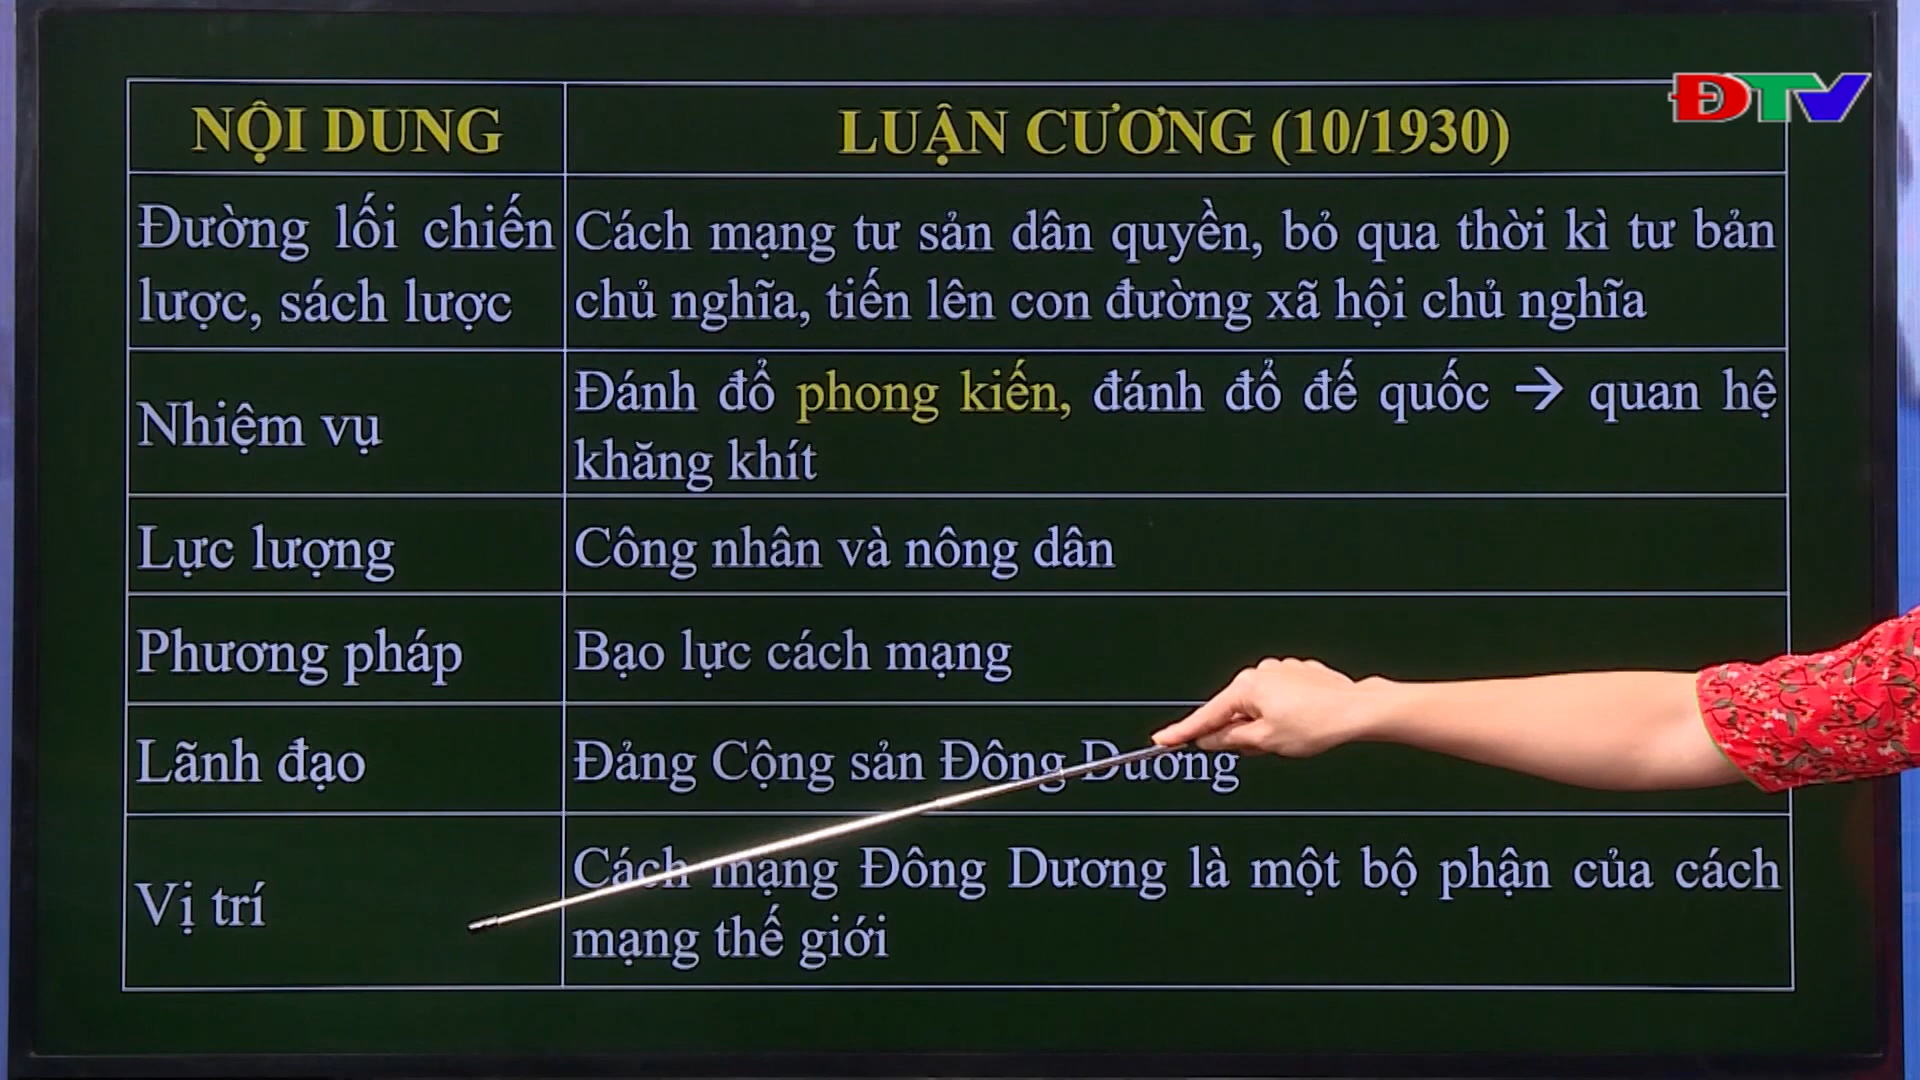 ĐTV
NỘI DUNG
LUẬN CƯƠNG (10/1930)
Đường lối chiến
lược, sách lược
Cách mạng tư sản dân quyền, bỏ qua thời kì tư bản
chủ nghĩa, tiến lên con đường xã hội chủ nghĩa
Nhiệm vụ
Đánh đổ phong kiến, đánh đổ đế quốc → quan hệ
khăng khít
Lực lượng
Công nhân và nông dân
Phương pháp
Bạo lực cách mạng
Lãnh đạo
Đảng Cộng sản Đông Dương
Vị trí
Cách mạng Đông Dương là một bộ phận của cách
mạng thế giới